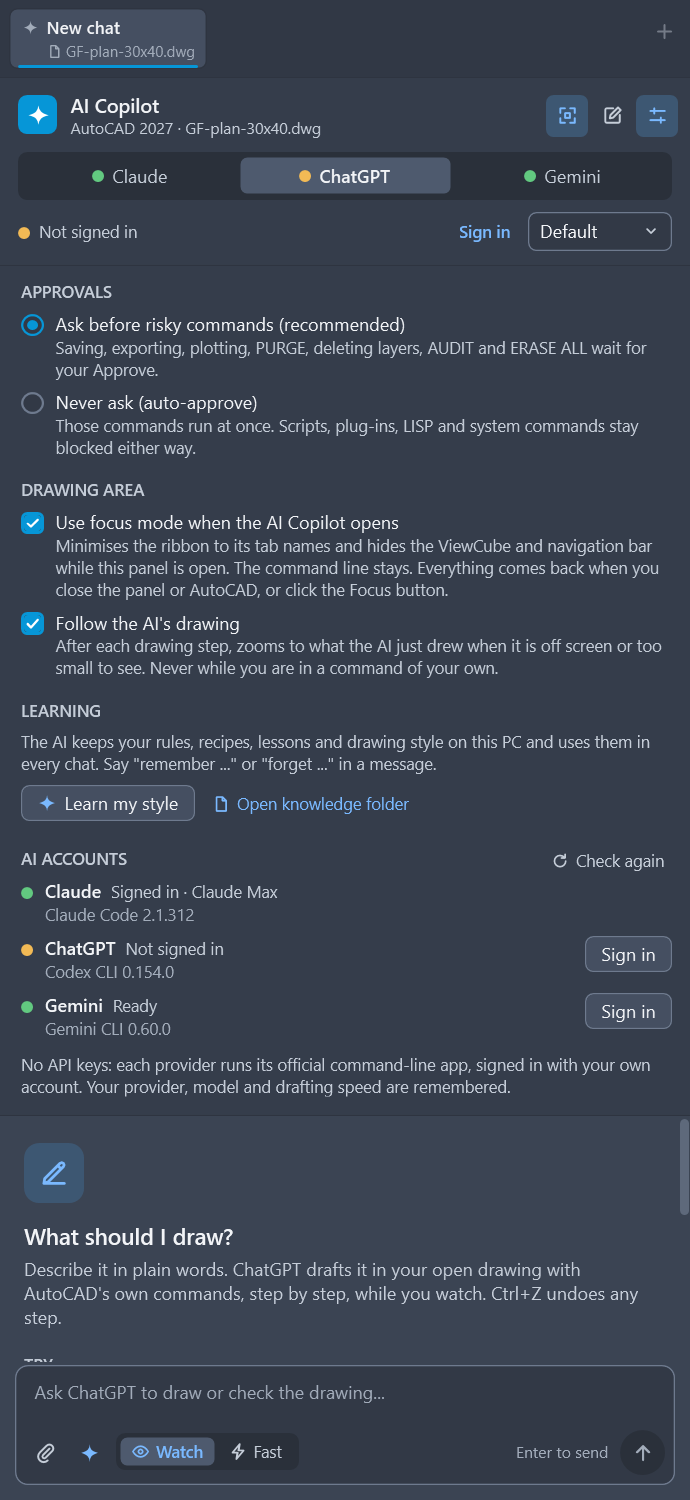 New chat
GF-plan-30x40.dwg
AI Copilot
AutoCAD 2027 · GF-plan-30x40.dwg
Claude
ChatGPT
Gemini
Not signed in
Sign in
Default
APPROVALS
Ask before risky commands (recommended)
Saving, exporting, plotting, PURGE, deleting layers, AUDIT and ERASE ALL wait for
your Approve.
Never ask (auto-approve)
Those commands run at once. Scripts, plug-ins, LISP and system commands stay
blocked either way.
DRAWING AREA
Use focus mode when the AI Copilot opens
Minimises the ribbon to its tab names and hides the ViewCube and navigation bar
while this panel is open. The command line stays. Everything comes back when you
close the panel or AutoCAD, or click the Focus button.
Follow the AI's drawing
After each drawing step, zooms to what the AI just drew when it is off screen or too
small to see. Never while you are in a command of your own.
LEARNING
The AI keeps your rules, recipes, lessons and drawing style on this PC and uses them in
every chat. Say "remember ..." or "forget ..." in a message.
Learn my style
Open knowledge folder
AI ACCOUNTS
Check again
Claude Signed in · Claude Max
Claude Code 2.1.312
ChatGPT Not signed in
Codex CLI 0.154.0
Sign in
Gemini Ready
Gemini CLI 0.60.0
Sign in
No API keys: each provider runs its official command-line app, signed in with your own
account. Your provider, model and drafting speed are remembered.
What should I draw?
Describe it in plain words. ChatGPT drafts it in your open drawing with
AutoCAD's own commands, step by step, while you watch. Ctrl+Z undoes any
step.
Ask ChatGPT to draw or check the drawing...
Watch
Fast
Enter to send